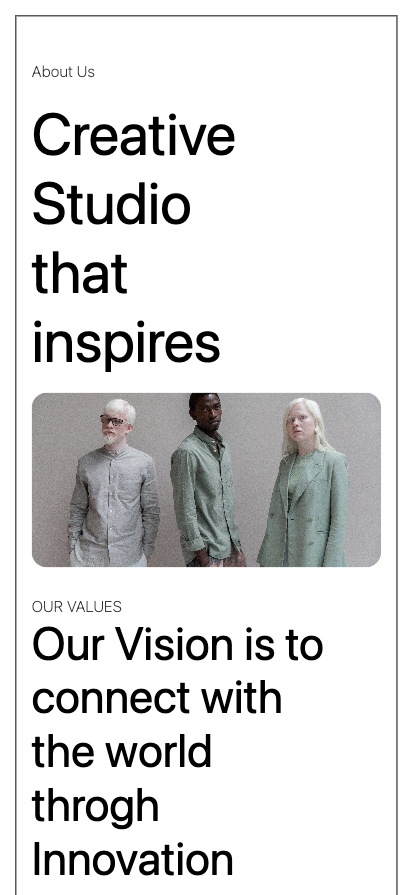 About Us
Creative
Studio
that
inspires
OUR VALUES
Our Vision is to
connect with
the world
throgh
Innovation